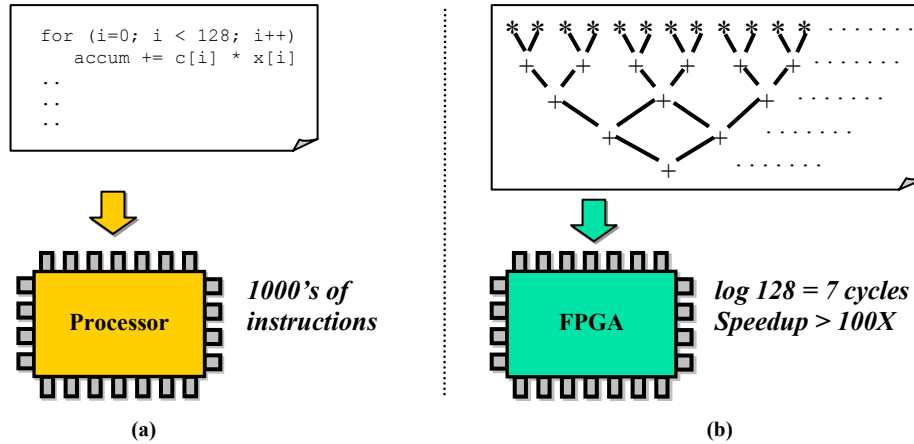 for (i=0; i < 128; i++)
accum += c[i] * x[i]
..
..
..
* * * * * * * * * * * * . . . . . . . . .
+ + + + + + . . . . . . . . .
+ + + . . . . . . .
+ + . . . . . . .
+ . . . . . . .
Processor
1000's of
instructions
(a)
FPGA
log 128 = 7 cycles
Speedup > 100X
(b)